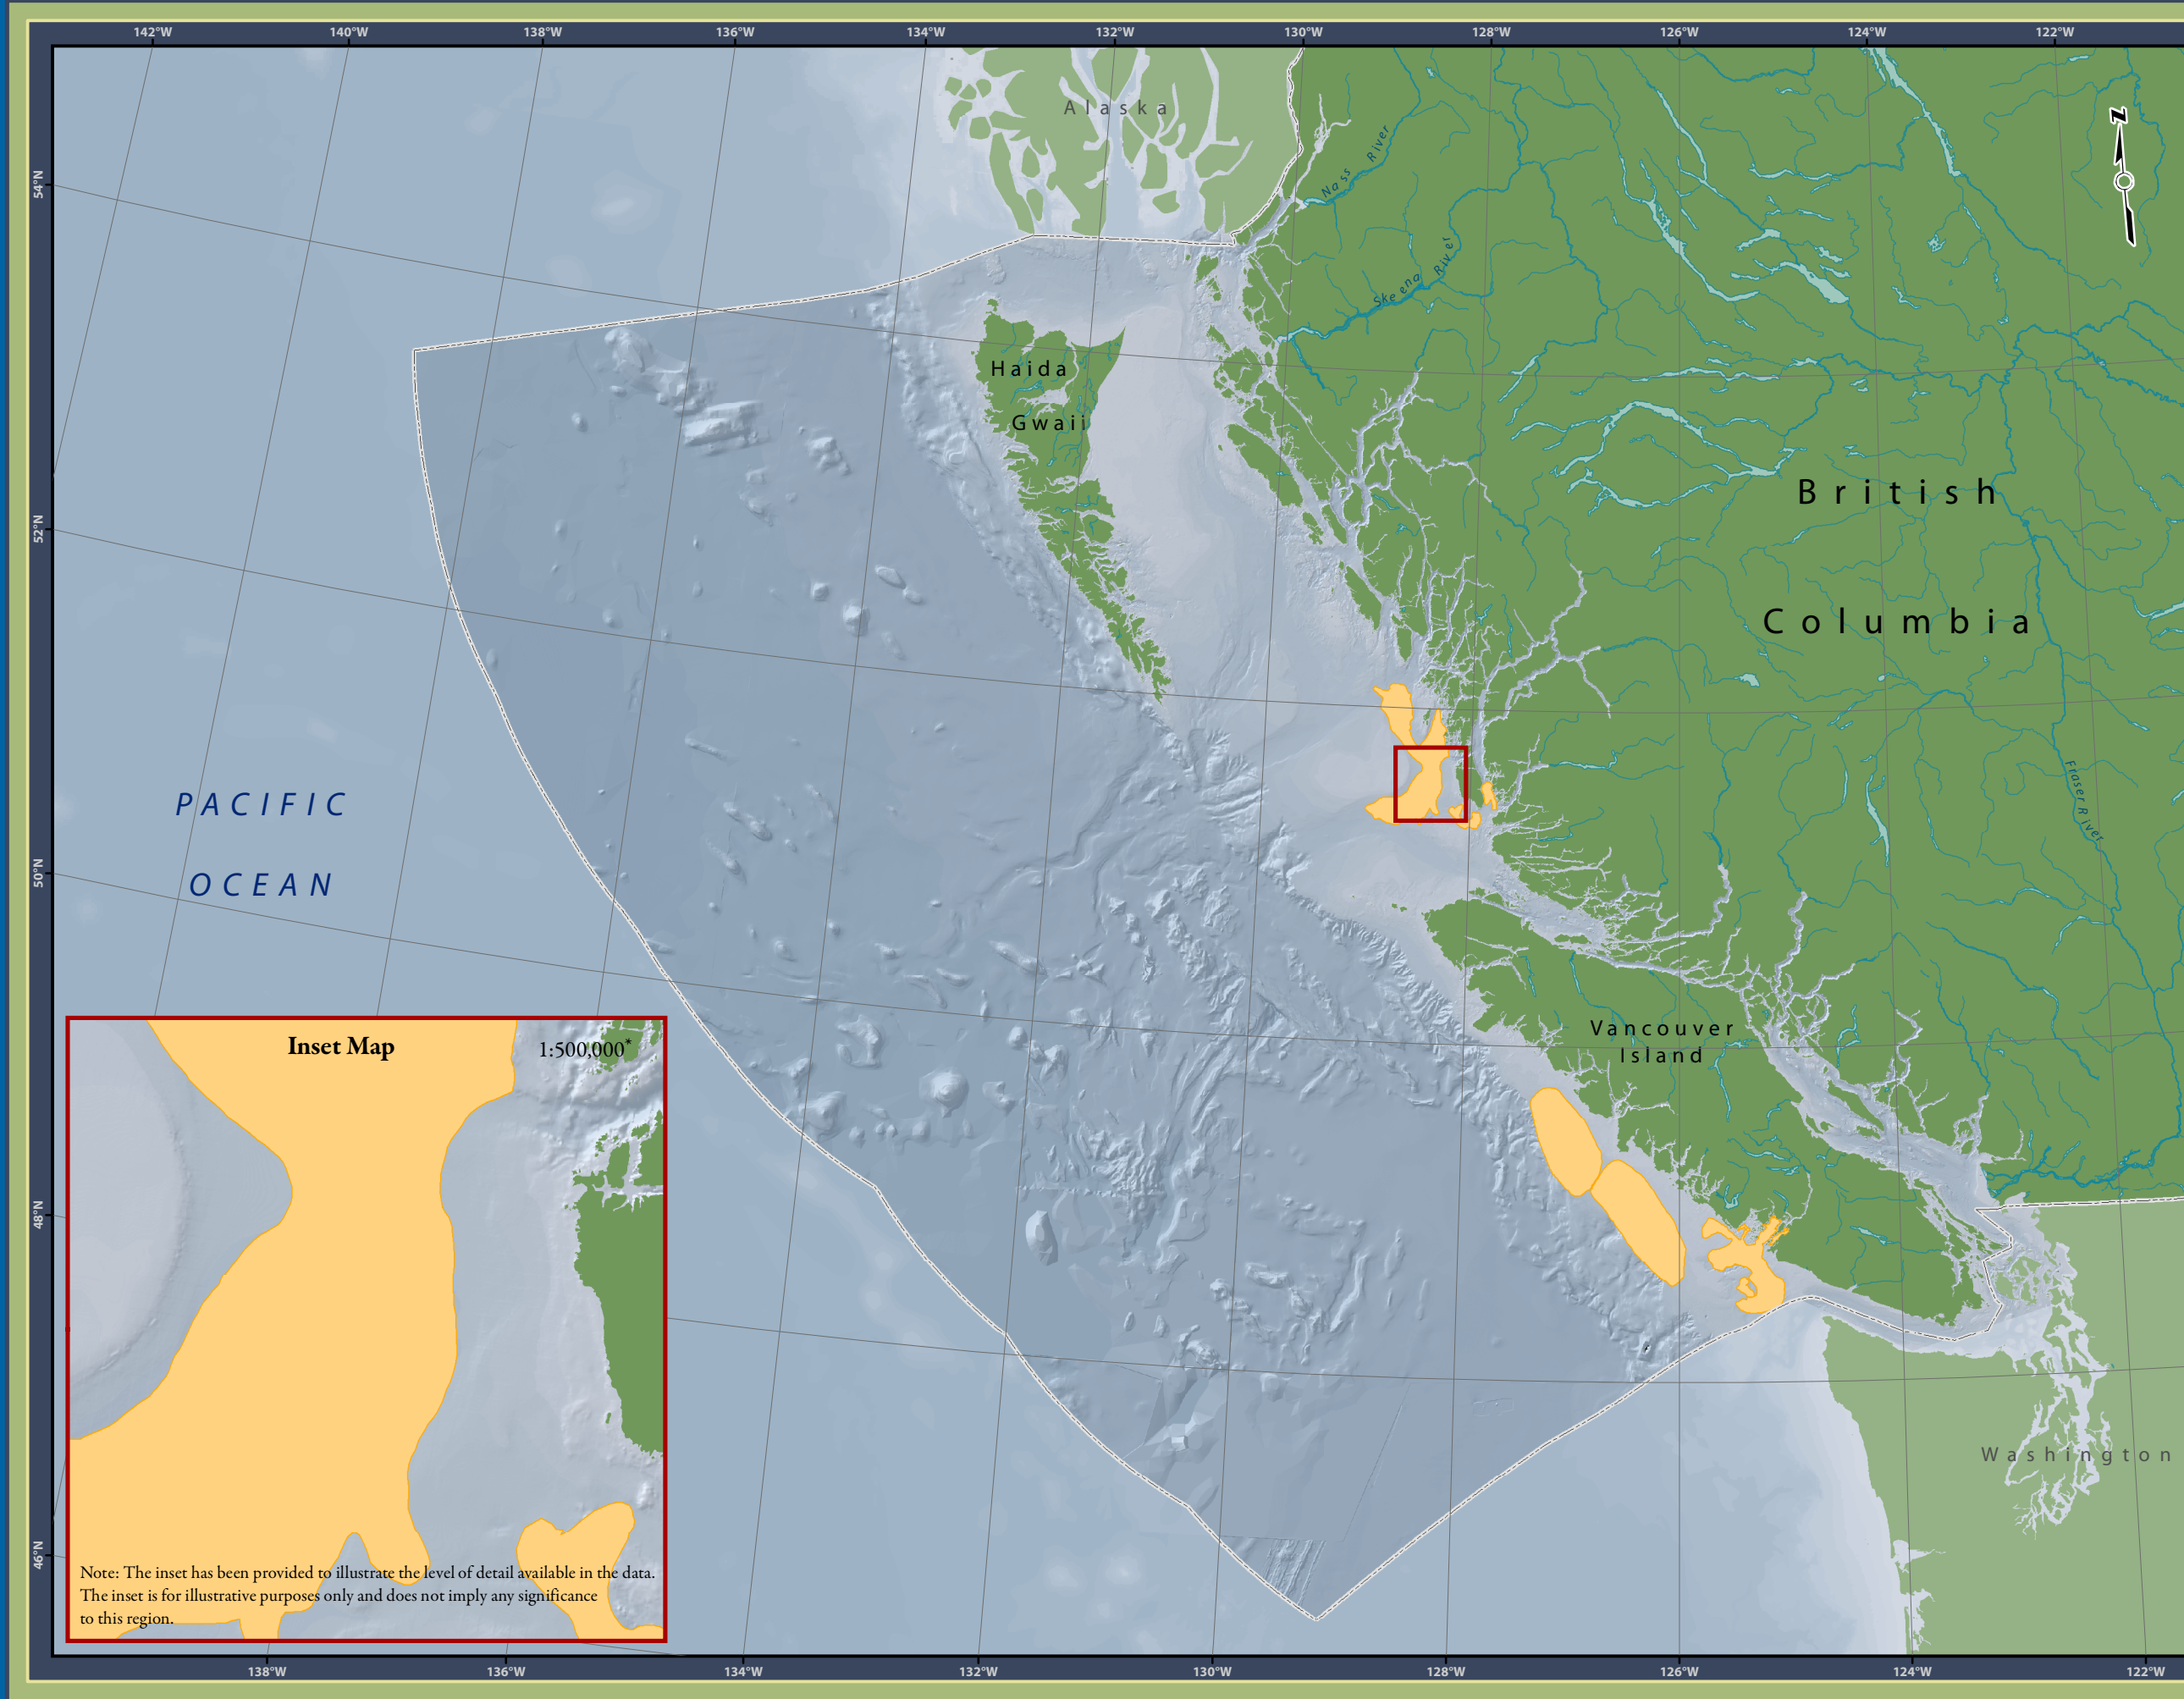 142°W 140°W 138°W 136°W 134°W 132°W 130°W 128°W 126°W 124°W 122°W
Alaska
54°N
Nass River
Skeena River
Haida
Gwaii
British
52°N
Columbia
PACIFIC
Fraser River
50°N
OCEAN
Vancouver
Island
Inset Map
1:500,000*
48°N
Washington
46°N
Note: The inset has been provided to illustrate the level of detail available in the data.
The inset is for illustrative purposes only and does not imply any significance
to this region.
138°W 136°W 134°W 132°W 130°W 128°W 126°W 124°W 122°W
N